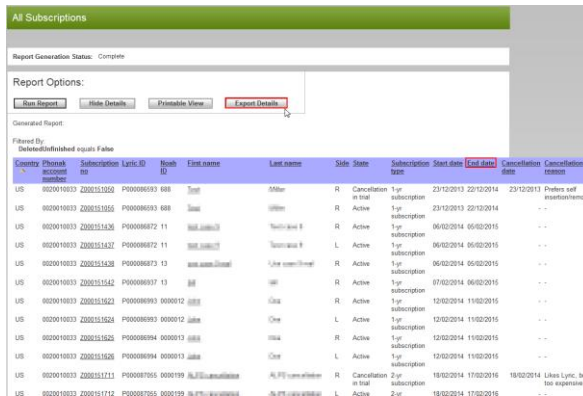 All Subscriptions
Report Generation Status: Complete
Report Options:
Run Report Hide Details Printable View Export Details
Generated Report:
Filtered By:
Deleted/Unfinished equals False
Country Phonak account number Subscription no Lyric ID Noah ID First name Last name Side State Subscription type Start date End date Cancellation date Cancellation reason
US 0020010033 Z000151050 P000086593 688 Test Miller R Cancellation in trial 1-yr subscription 23/12/2013 22/12/2014 23/12/2013 Prefers self
US 0020010033 Z000151055 P000086593 688 R Active 1-yr subscription 23/12/2013 22/12/2014 - -
US 0020010033 Z000151436 P000086872 11 R Active 1-yr subscription 06/02/2014 05/02/2015 - -
US 0020010033 Z000151437 P000086872 11 L Active 1-yr subscription 06/02/2014 05/02/2015 - -
US 0020010033 Z000151438 P000086873 13 R Active 1-yr subscription 06/02/2014 05/02/2015 - -
US 0020010033 Z000151542 P000086937 13 R Active 1-yr subscription 07/02/2014 06/02/2015 - -
US 0020010033 Z000151623 P000086993 0000012 R Active 1-yr subscription 12/02/2014 11/02/2015 - -
US 0020010033 Z000151624 P000086993 0000012 L Active 1-yr subscription 12/02/2014 11/02/2015 - -
US 0020010033 Z000151625 P000086994 0000013 R Active 1-yr subscription 12/02/2014 11/02/2015 - -
US 0020010033 Z000151626 P000086994 0000013 L Active 1-yr subscription 12/02/2014 11/02/2015 - -
US 0020010033 Z000151711 P000087055 0000199 R Cancellation in trial 2-yr subscription 18/02/2014 17/02/2016 18/02/2014 Likes Lyric, too expensive
US 0020010033 Z000151712 P000087055 0000199 L Active 2-yr 18/02/2014 17/02/2016 - -